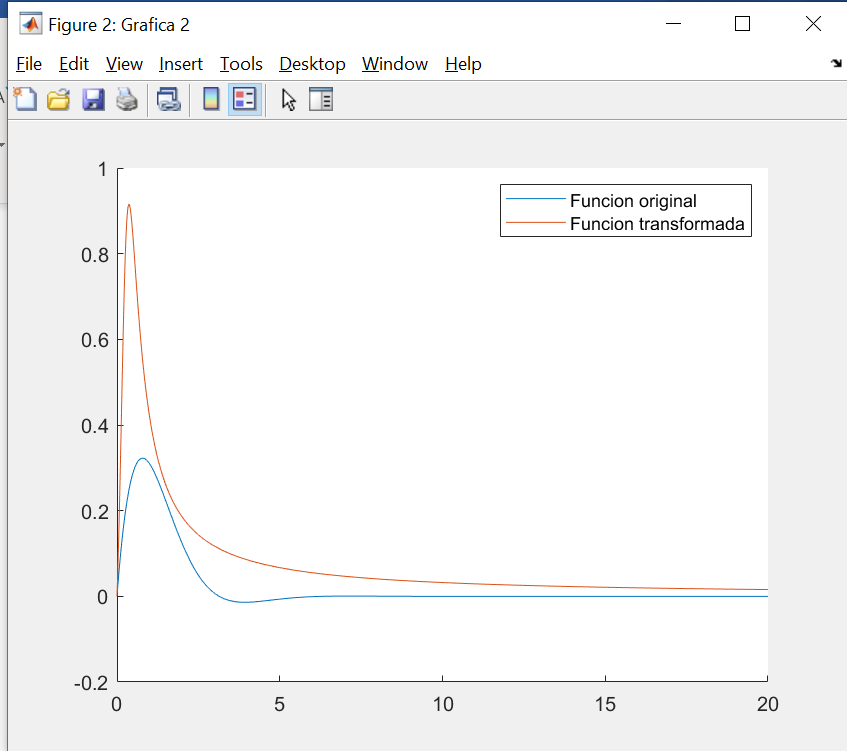 Figure 2: Grafica 2
File Edit View Insert Tools Desktop Window Help
Funcion original
Funcion transformada
1
0.8
0.6
0.4
0.2
0
-0.2
0 5 10 15 20